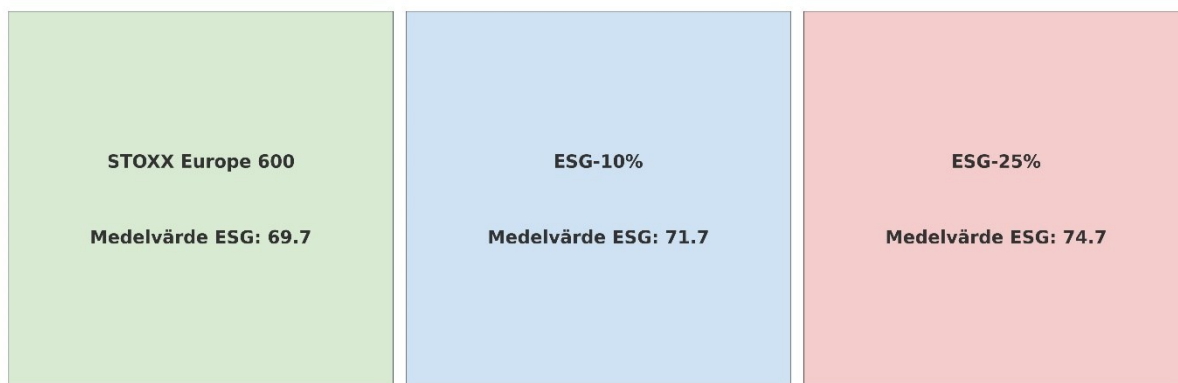 STOXX Europe 600
Medelvärde ESG: 69.7
ESG-10%
Medelvärde ESG: 71.7
ESG-25%
Medelvärde ESG: 74.7